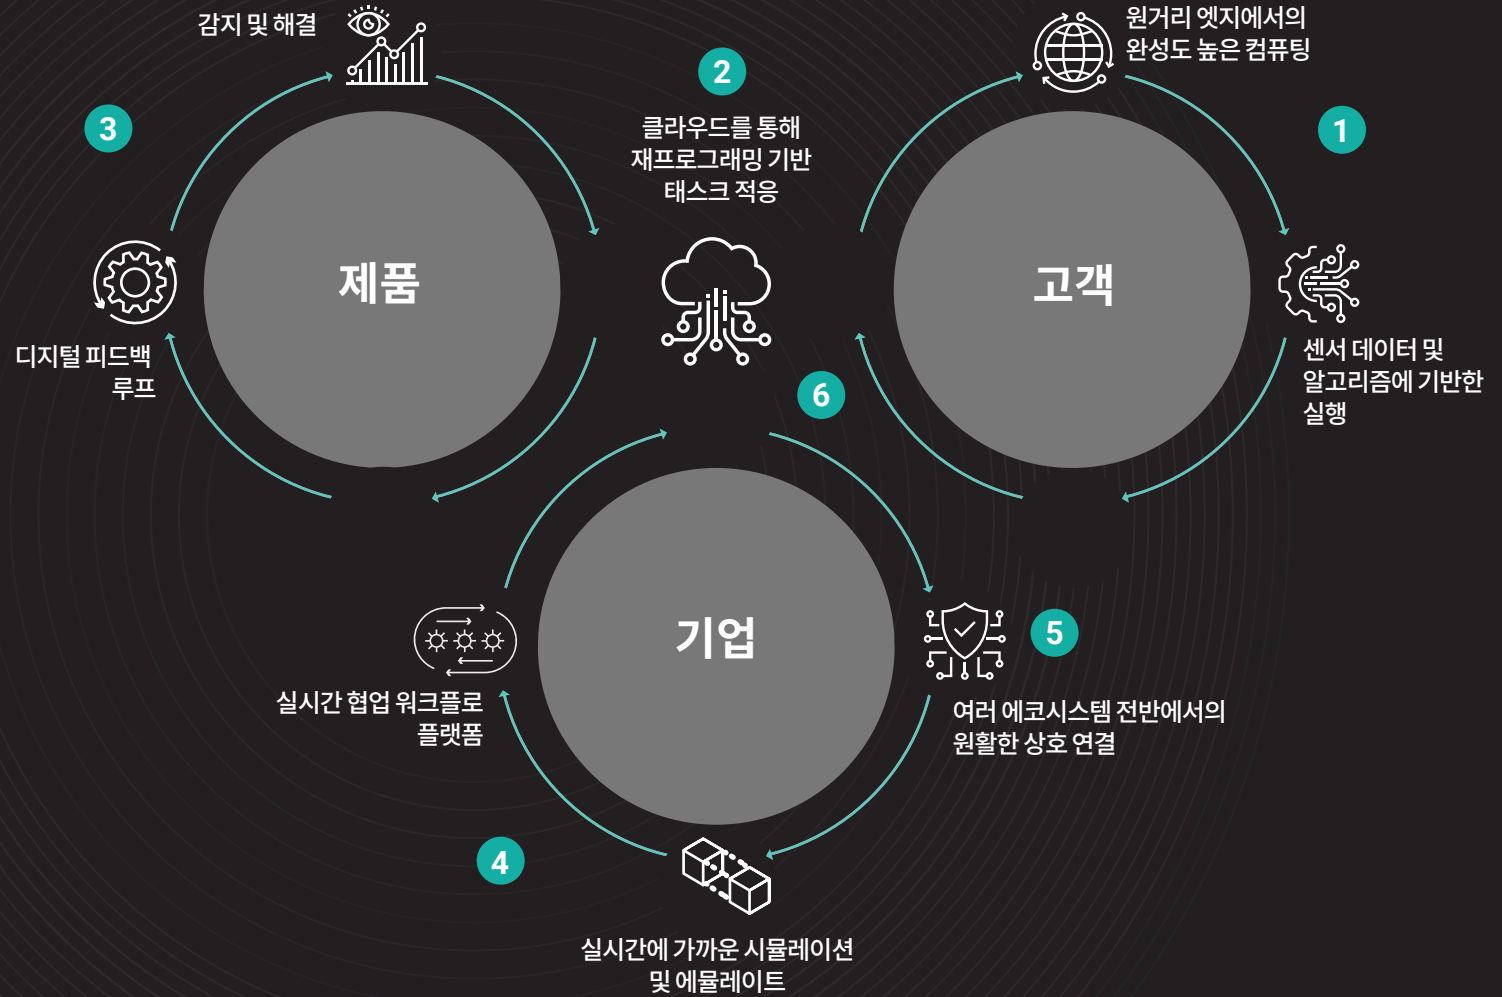 감지 및 해결
3
제품
디지털 피드백
루프
2
클라우드를 통해
재프로그래밍 기반
태스크 적응
원거리 엣지에서의
완성도 높은 컴퓨팅
1
고객
센서 데이터 및
알고리즘에 기반한
실행
6
기업
실시간 협업 워크플로
플랫폼
5
여러 에코시스템 전반에서의
원활한 상호 연결
4
실시간에 가까운 시뮬레이션
및 에뮬레이트